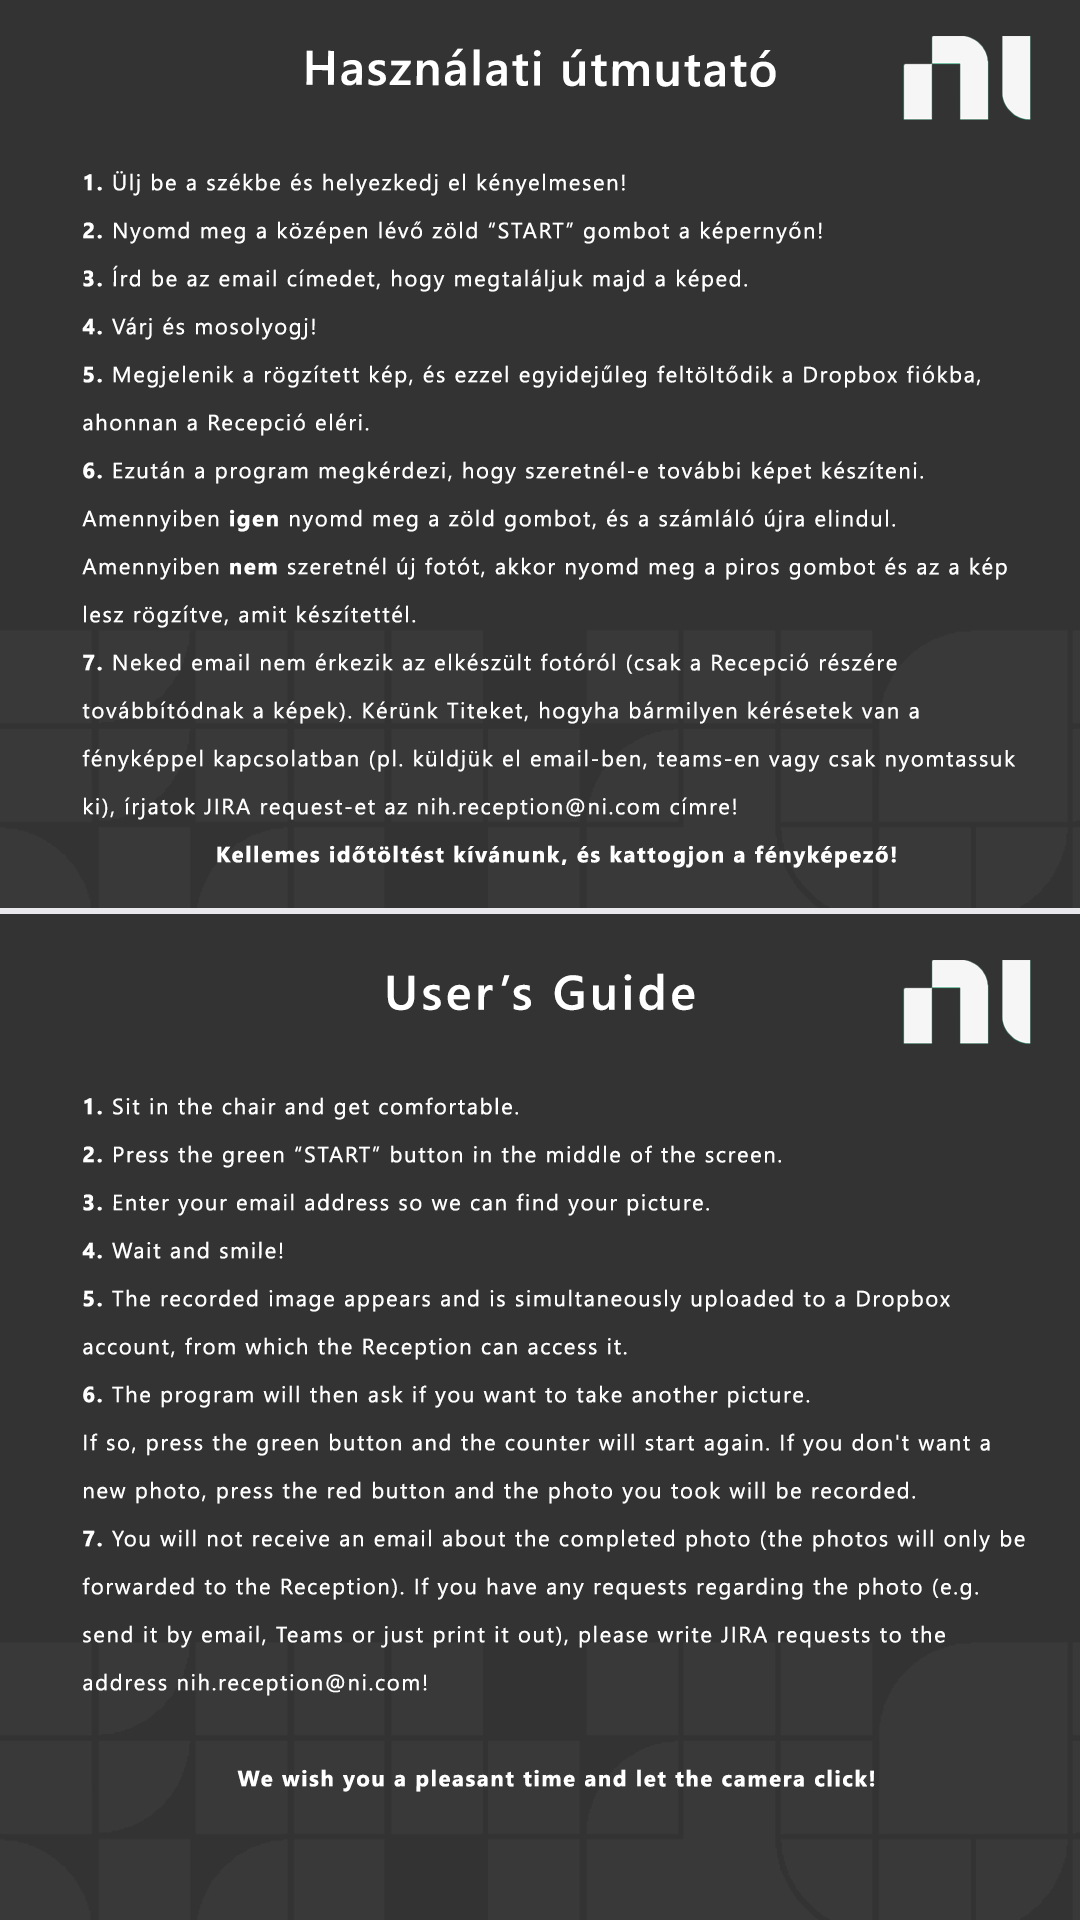 Használati útmutató
ni
1. Ülj be a székbe és helyezkedj el kényelmesen!
2. Nyomd meg a középen lévő zöld “START” gombot a képernyőn!
3. Írd be az email címedet, hogy megtaláljuk majd a képed.
4. Várj és mosolyogj!
5. Megjelenik a rögzített kép, és ezzel egyidejűleg feltöltődik a Dropbox fiókba,
ahonnan a Recepció eléri.
6. Ezután a program megkérdezi, hogy szeretnél-e további képet készíteni.
Amennyiben igen nyomd meg a zöld gombot, és a számláló újra elindul.
Amennyiben nem szeretnél új fotót, akkor nyomd meg a piros gombot és az a kép
lesz rögzítve, amit készítettél.
7. Neked email nem érkezik az elkészült fotóról (csak a Recepció részére
továbbítódnak a képek). Kérünk Titeket, hogyha bármilyen kérésetek van a
fényképpel kapcsolatban (pl. küldjük el email-ben, teams-en vagy csak nyomtassuk
ki), írjatok JIRA request-et az nih.reception@ni.com címre!
Kellemes időtöltést kívánunk, és kattogjon a fényképező!
User’s Guide
ni
1. Sit in the chair and get comfortable.
2. Press the green “START” button in the middle of the screen.
3. Enter your email address so we can find your picture.
4. Wait and smile!
5. The recorded image appears and is simultaneously uploaded to a Dropbox
account, from which the Reception can access it.
6. The program will then ask if you want to take another picture.
If so, press the green button and the counter will start again. If you don't want a
new photo, press the red button and the photo you took will be recorded.
7. You will not receive an email about the completed photo (the photos will only be
forwarded to the Reception). If you have any requests regarding the photo (e.g.
send it by email, Teams or just print it out), please write JIRA requests to the
address nih.reception@ni.com!
We wish you a pleasant time and let the camera click!